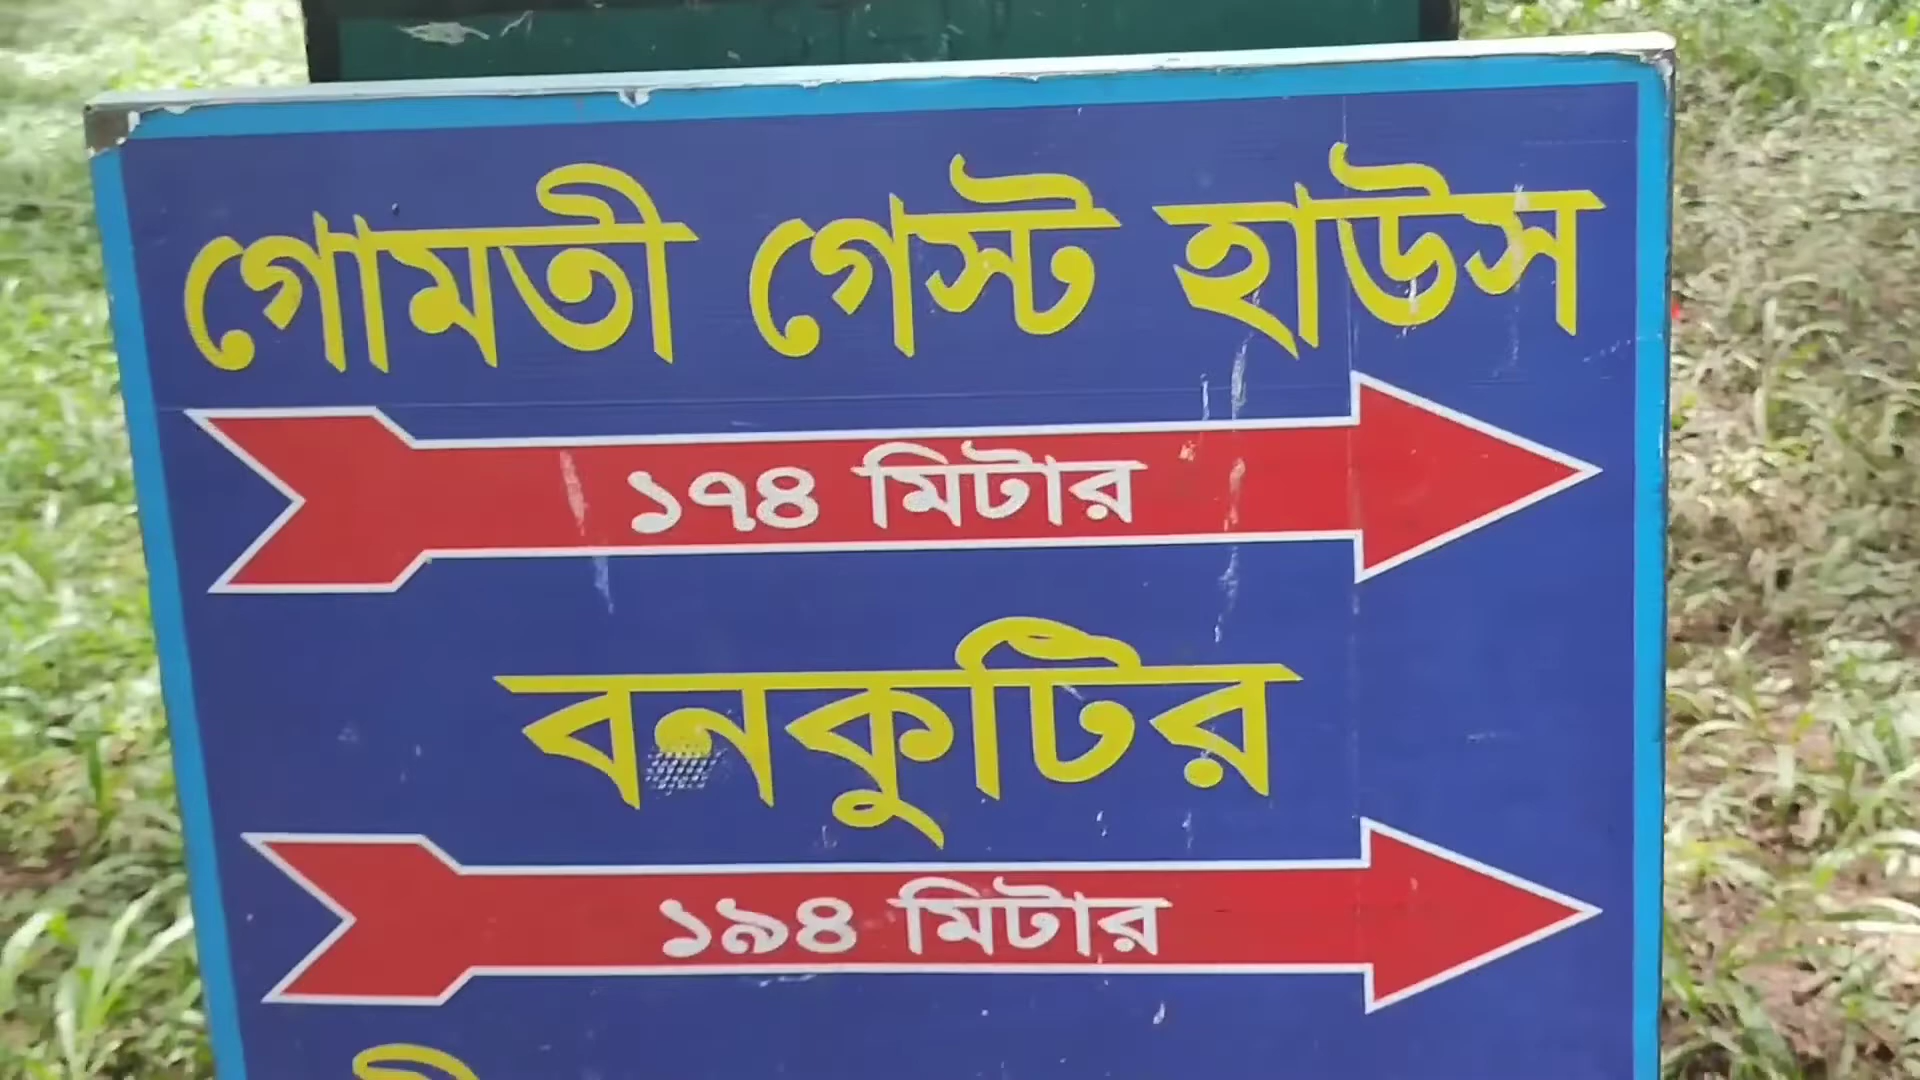 গোমতী গেস্ট হাউস
১৭৪ মিটার
বনকুটির
১৯৪ মিটার